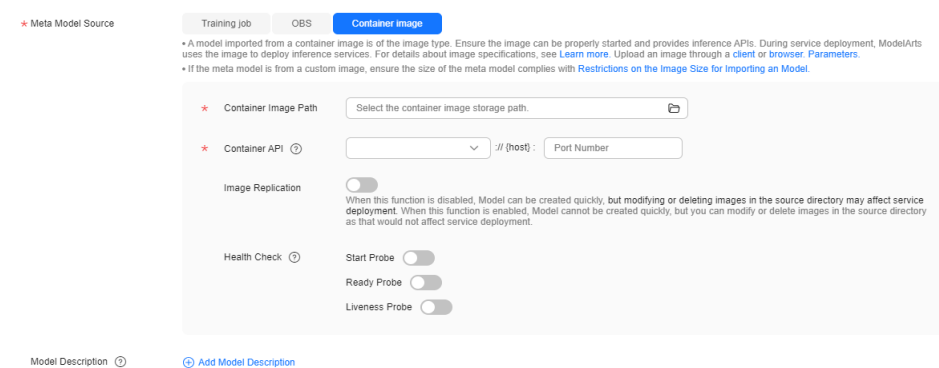 * Meta Model Source
Training job OBS Container image
• A model imported from a container image is of the image type. Ensure the image can be properly started and provides inference APIs. During service deployment, ModelArts
uses the image to deploy inference services. For details about image specifications, see Learn more. Upload an image through a client or browser. Parameters.
• If the meta model is from a custom image, ensure the size of the meta model complies with Restrictions on the Image Size for Importing an Model.
* Container Image Path Select the container image storage path.
* Container API ? :// {host} : Port Number
Image Replication
When this function is disabled, Model can be created quickly, but modifying or deleting images in the source directory may affect service
deployment. When this function is enabled, Model cannot be created quickly, but you can modify or delete images in the source directory
as that would not affect service deployment.
Health Check ? Start Probe
Ready Probe
Liveness Probe
Model Description ? Add Model Description